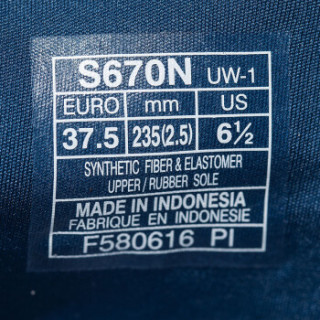 S670N UW-1
EURO mm US
37.5 235(2.5) 6½
SYNTHETIC FIBER & ELASTOMER
UPPER/RUBBER SOLE
MADE IN INDONESIA
FABRIQUE EN INDONESIE
F580616 PI